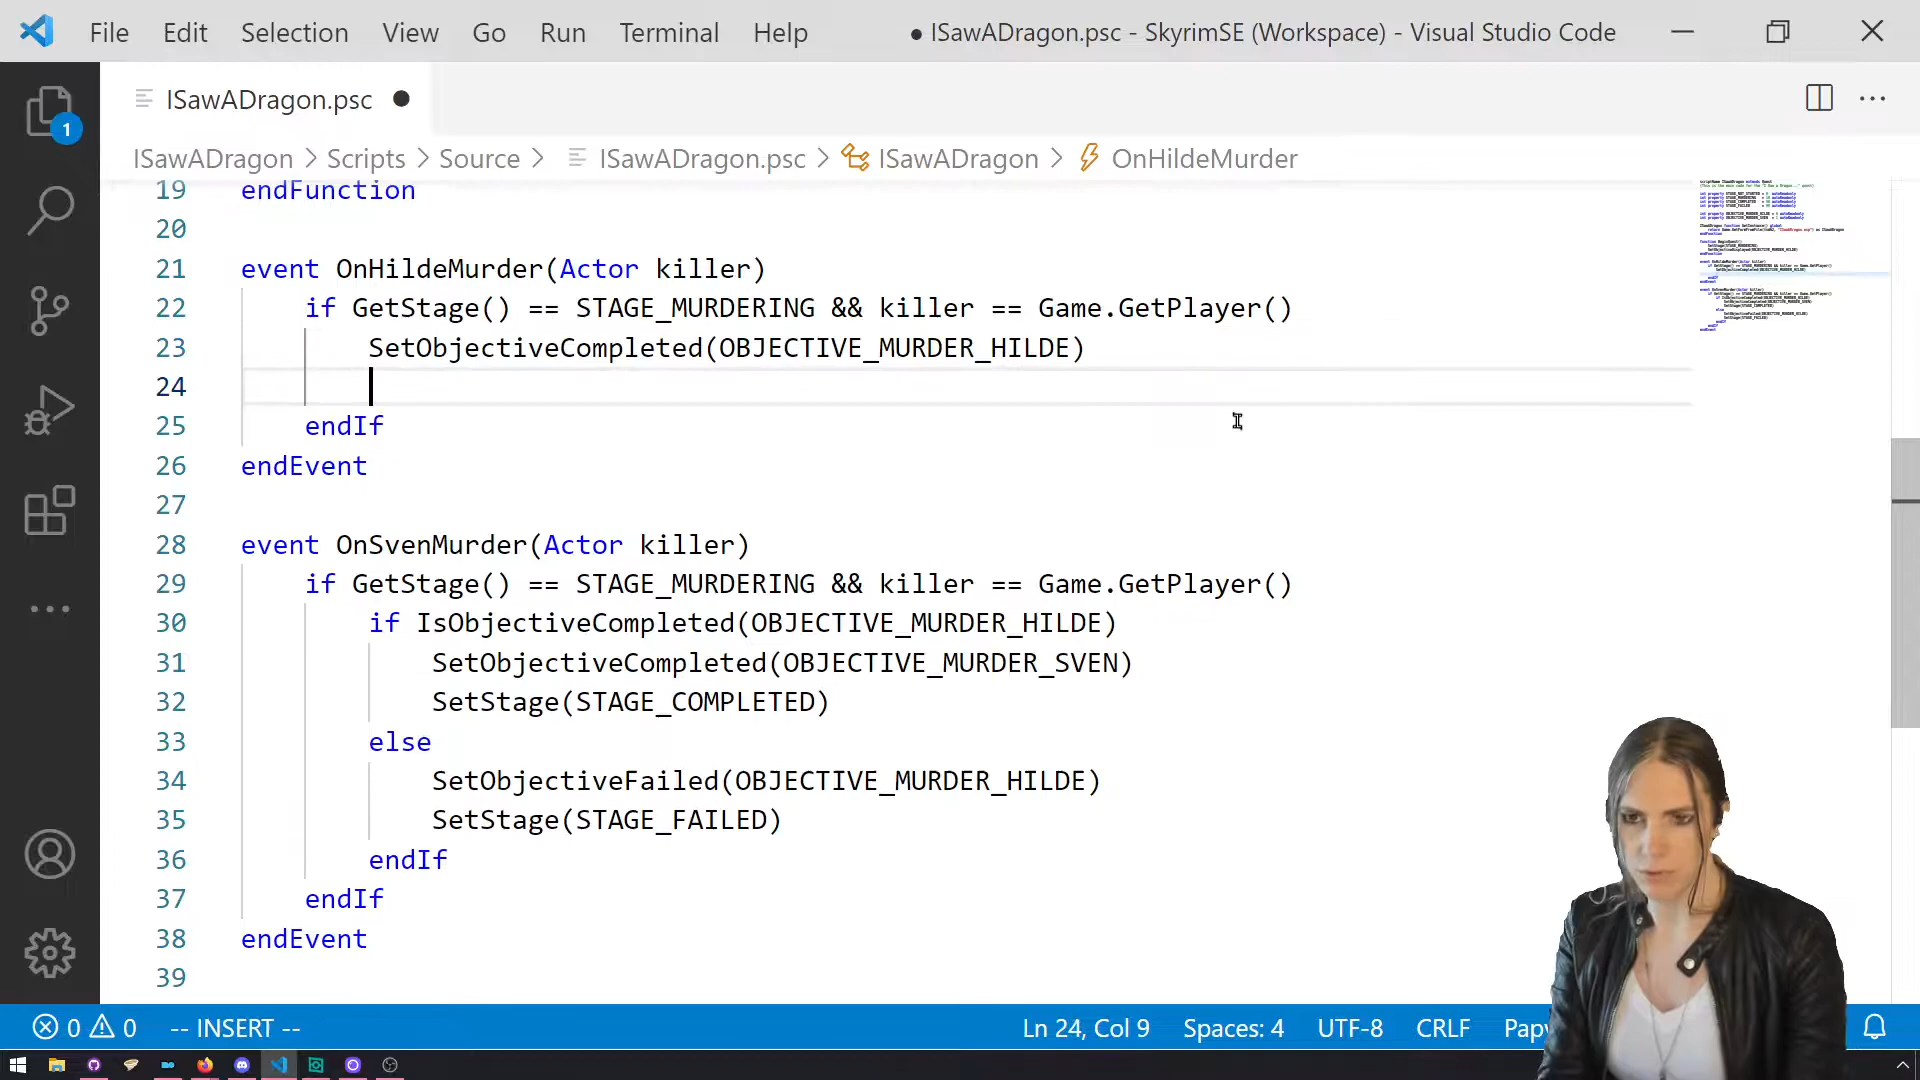 File Edit Selection View Go Run Terminal Help ● ISawADragon.psc - SkyrimSE (Workspace) - Visual Studio Code
ISawADragon.psc ●
ISawADragon > Scripts > Source > ISawADragon.psc > ISawADragon > OnHildeMurder
1
19 endFunction
20
21 event OnHildeMurder(Actor killer)
22 if GetStage() == STAGE_MURDERING && killer == Game.GetPlayer()
23 SetObjectiveCompleted(OBJECTIVE_MURDER_HILDE)
24
25 endIf
26 endEvent
27
28 event OnSvenMurder(Actor killer)
29 if GetStage() == STAGE_MURDERING && killer == Game.GetPlayer()
30 if IsObjectiveCompleted(OBJECTIVE_MURDER_HILDE)
31 SetObjectiveCompleted(OBJECTIVE_MURDER_SVEN)
32 SetStage(STAGE_COMPLETED)
33 else
34 SetObjectiveFailed(OBJECTIVE_MURDER_HILDE)
35 SetStage(STAGE_FAILED)
36 endIf
37 endIf
38 endEvent
39
0 0 -- INSERT -- Ln 24, Col 9 Spaces: 4 UTF-8 CRLF